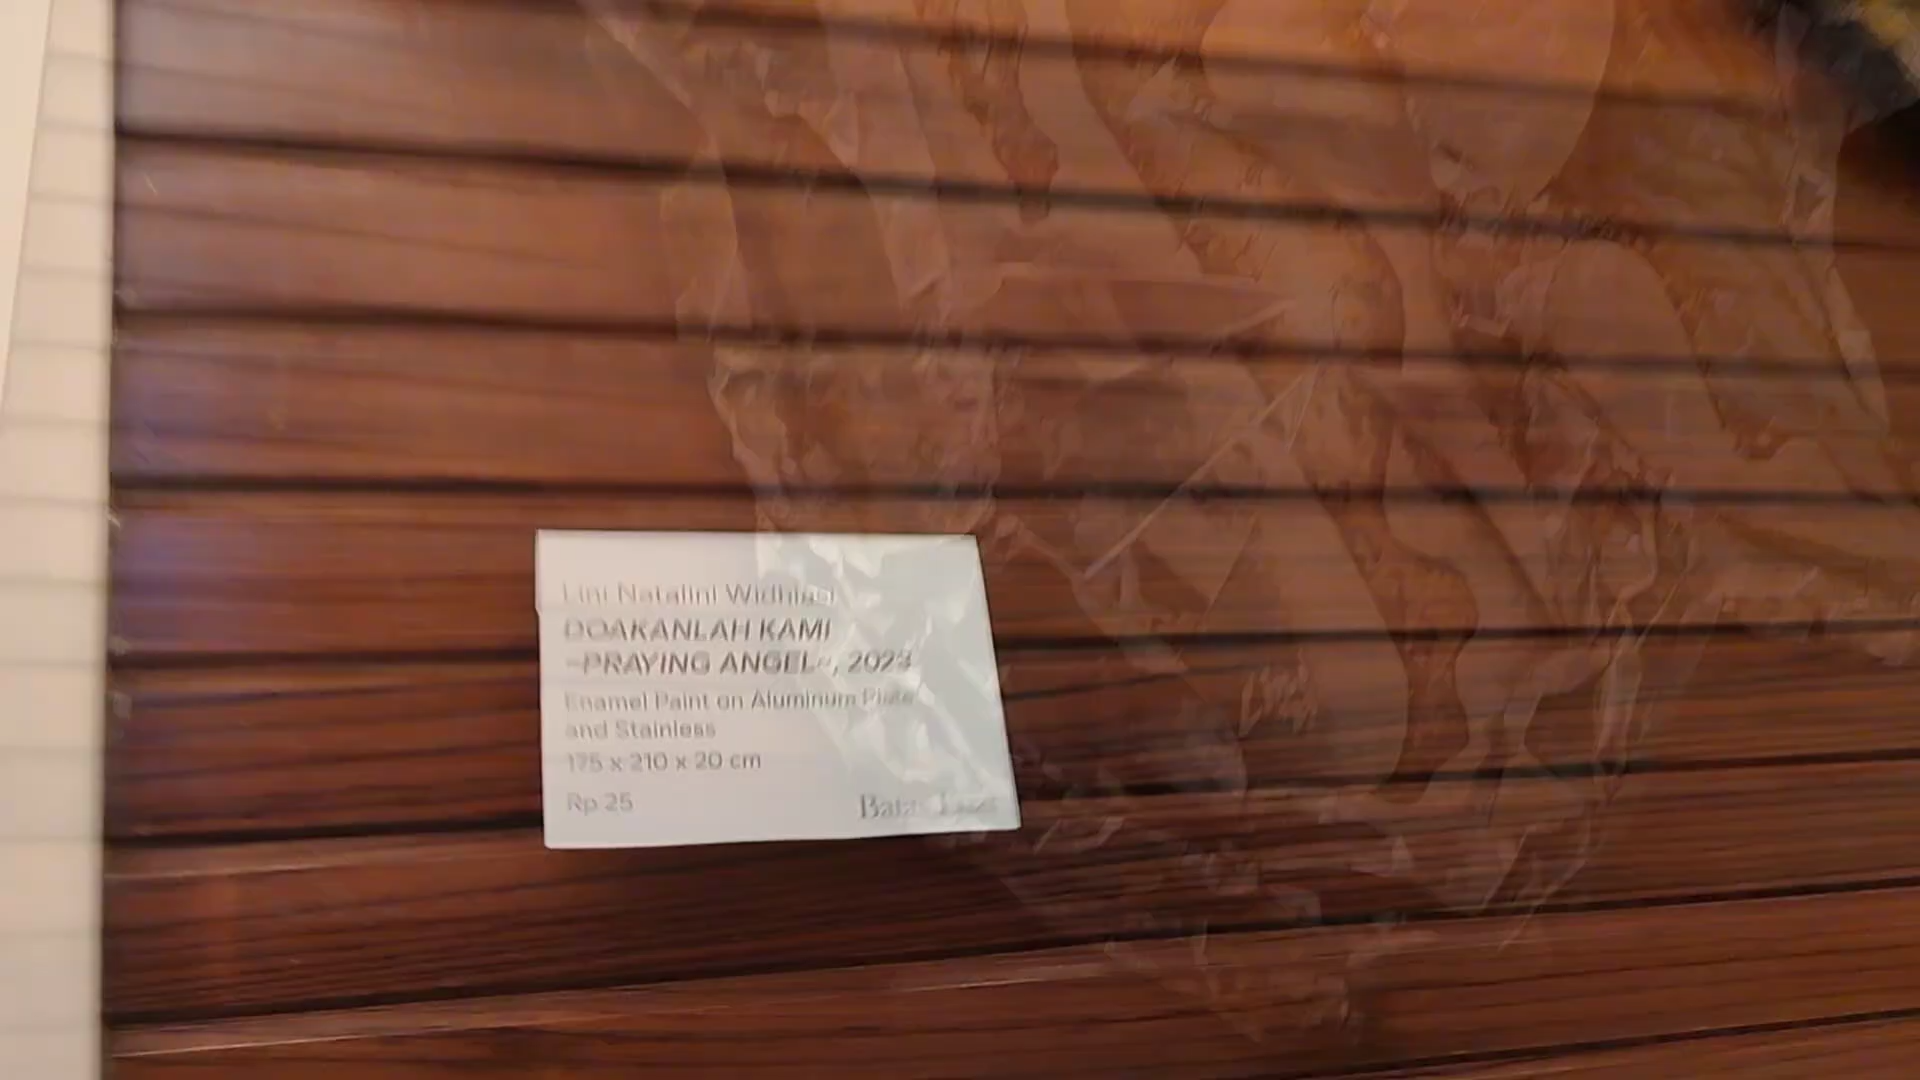 Lini Natalini Widhiasi
DOAKANLAH KAMI
~PRAYING ANGEL~, 2023
Enamel Paint on Aluminum Plate
and Stainless
175 x 210 x 20 cm
Rp 25